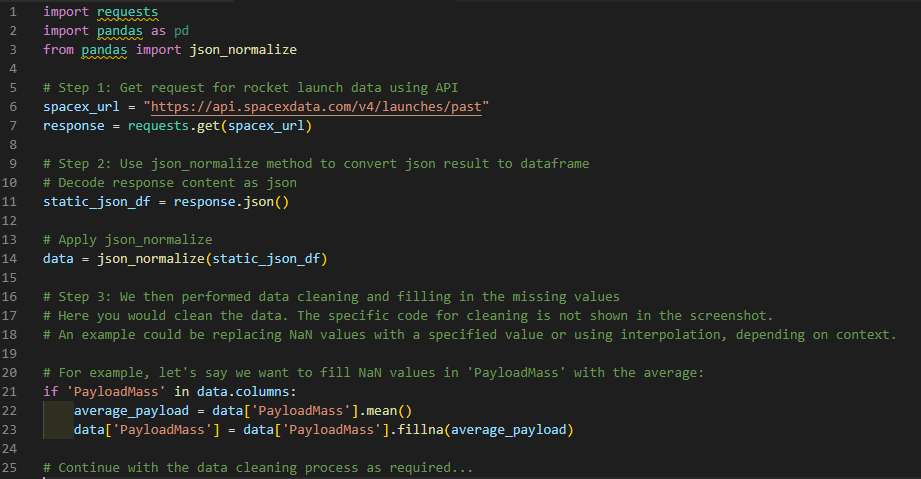 1 import requests
2 import pandas as pd
3 from pandas import json_normalize
4
5 # Step 1: Get request for rocket launch data using API
6 spacex_url = "https://api.spacexdata.com/v4/launches/past"
7 response = requests.get(spacex_url)
8
9 # Step 2: Use json_normalize method to convert json result to dataframe
10 # Decode response content as json
11 static_json_df = response.json()
12
13 # Apply json_normalize
14 data = json_normalize(static_json_df)
15
16 # Step 3: We then performed data cleaning and filling in the missing values
17 # Here you would clean the data. The specific code for cleaning is not shown in the screenshot.
18 # An example could be replacing NaN values with a specified value or using interpolation, depending on context.
19
20 # For example, let's say we want to fill NaN values in 'PayloadMass' with the average:
21 if 'PayloadMass' in data.columns:
22     average_payload = data['PayloadMass'].mean()
23     data['PayloadMass'] = data['PayloadMass'].fillna(average_payload)
24
25 # Continue with the data cleaning process as required...